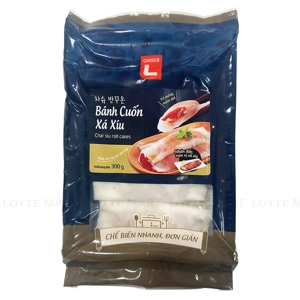 CHOICE
L
차슈 반꾸온
Bánh Cuốn
Xá Xíu
Char siu roll cakes
300 g
CHẾ BIẾN NHANH, ĐƠN GIẢN
LOTTE MART